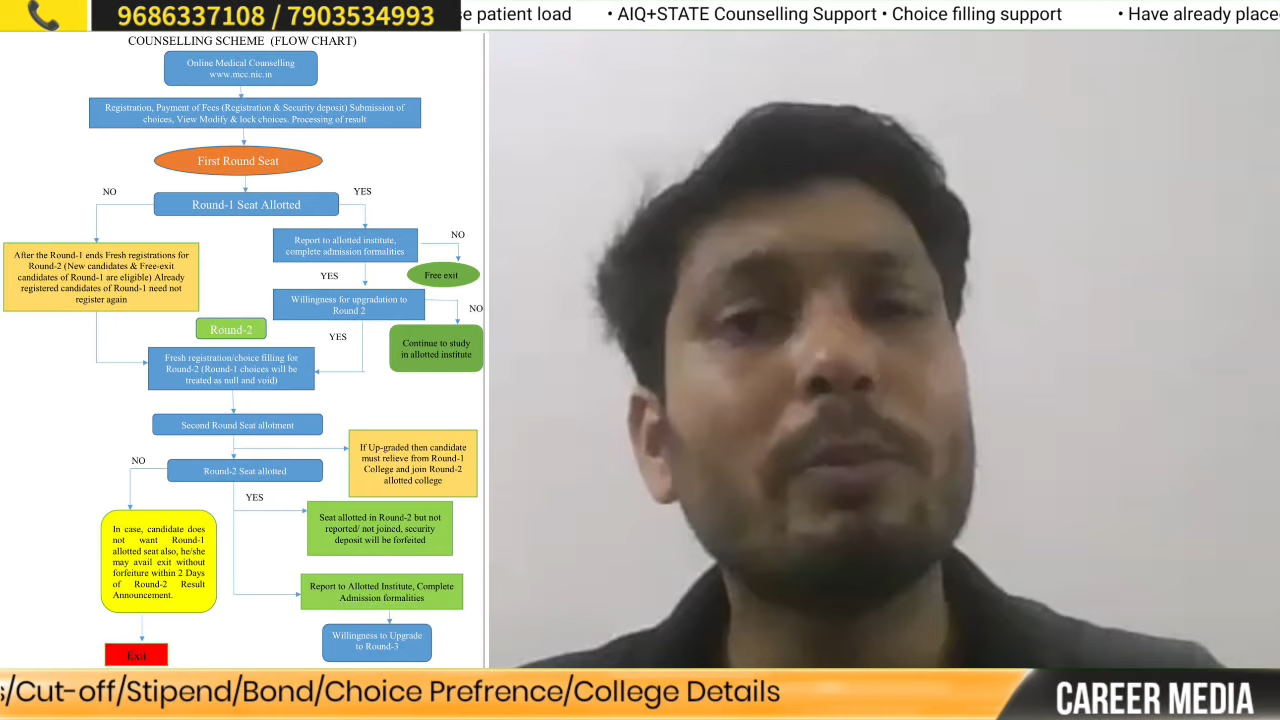 9686337108 / 7903534993
se patient load • AIQ+STATE Counselling Support • Choice filling support • Have already place
COUNSELLING SCHEME (FLOW CHART)
Online Medical Counselling
www.mcc.nic.in
Registration, Payment of Fees (Registration & Security deposit) Submission of
choices, View Modify & lock choices. Processing of result
First Round Seat
NO
YES
Round-1 Seat Allotted
Report to allotted institute,
complete admission formalities
NO
Free exit
After the Round-1 ends Fresh registrations for
Round-2 (New candidates & Free-exit
candidates of Round-1 are eligible) Already
registered candidates of Round-1 need not
register again
YES
Willingness for upgradation to
Round 2
NO
Continue to study
in allotted institute
Round-2
YES
Fresh registration/choice filling for
Round-2 (Round-1 choices will be
treated as null and void)
Second Round Seat allotment
If Up-graded then candidate
must relieve from Round-1
College and join Round-2
allotted college
NO
Round-2 Seat allotted
YES
Seat allotted in Round-2 but not
reported/ not joined, security
deposit will be forfeited
In case, candidate does
not want Round-1
allotted seat also, he/she
may avail exit without
forfeiture within 2 Days
of Round-2 Result
Announcement.
Report to Allotted Institute, Complete
Admission formalities
Willingness to Upgrade
to Round-3
Exit
s/Cut-off/Stipend/Bond/Choice Prefrence/College Details
CAREER MEDIA